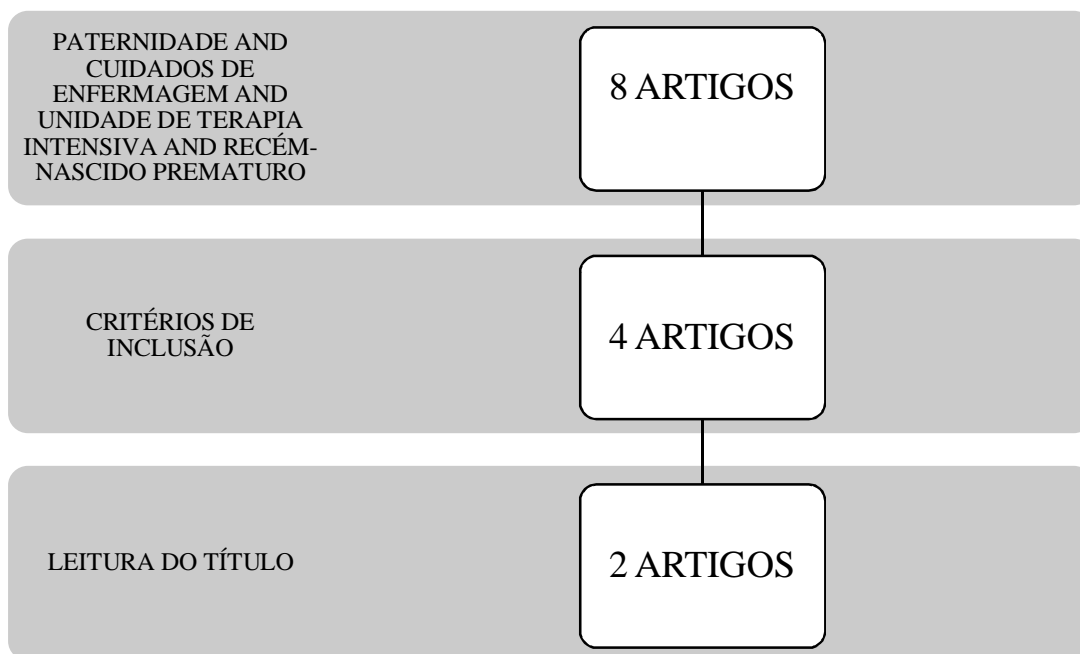 PATERNIDADE AND
CUIDADOS DE
ENFERMAGEM AND
UNIDADE DE TERAPIA
INTENSIVA AND RECÉM-
NASCIDO PREMATURO
8 ARTIGOS
CRITÉRIOS DE
INCLUSÃO
4 ARTIGOS
LEITURA DO TÍTULO
2 ARTIGOS